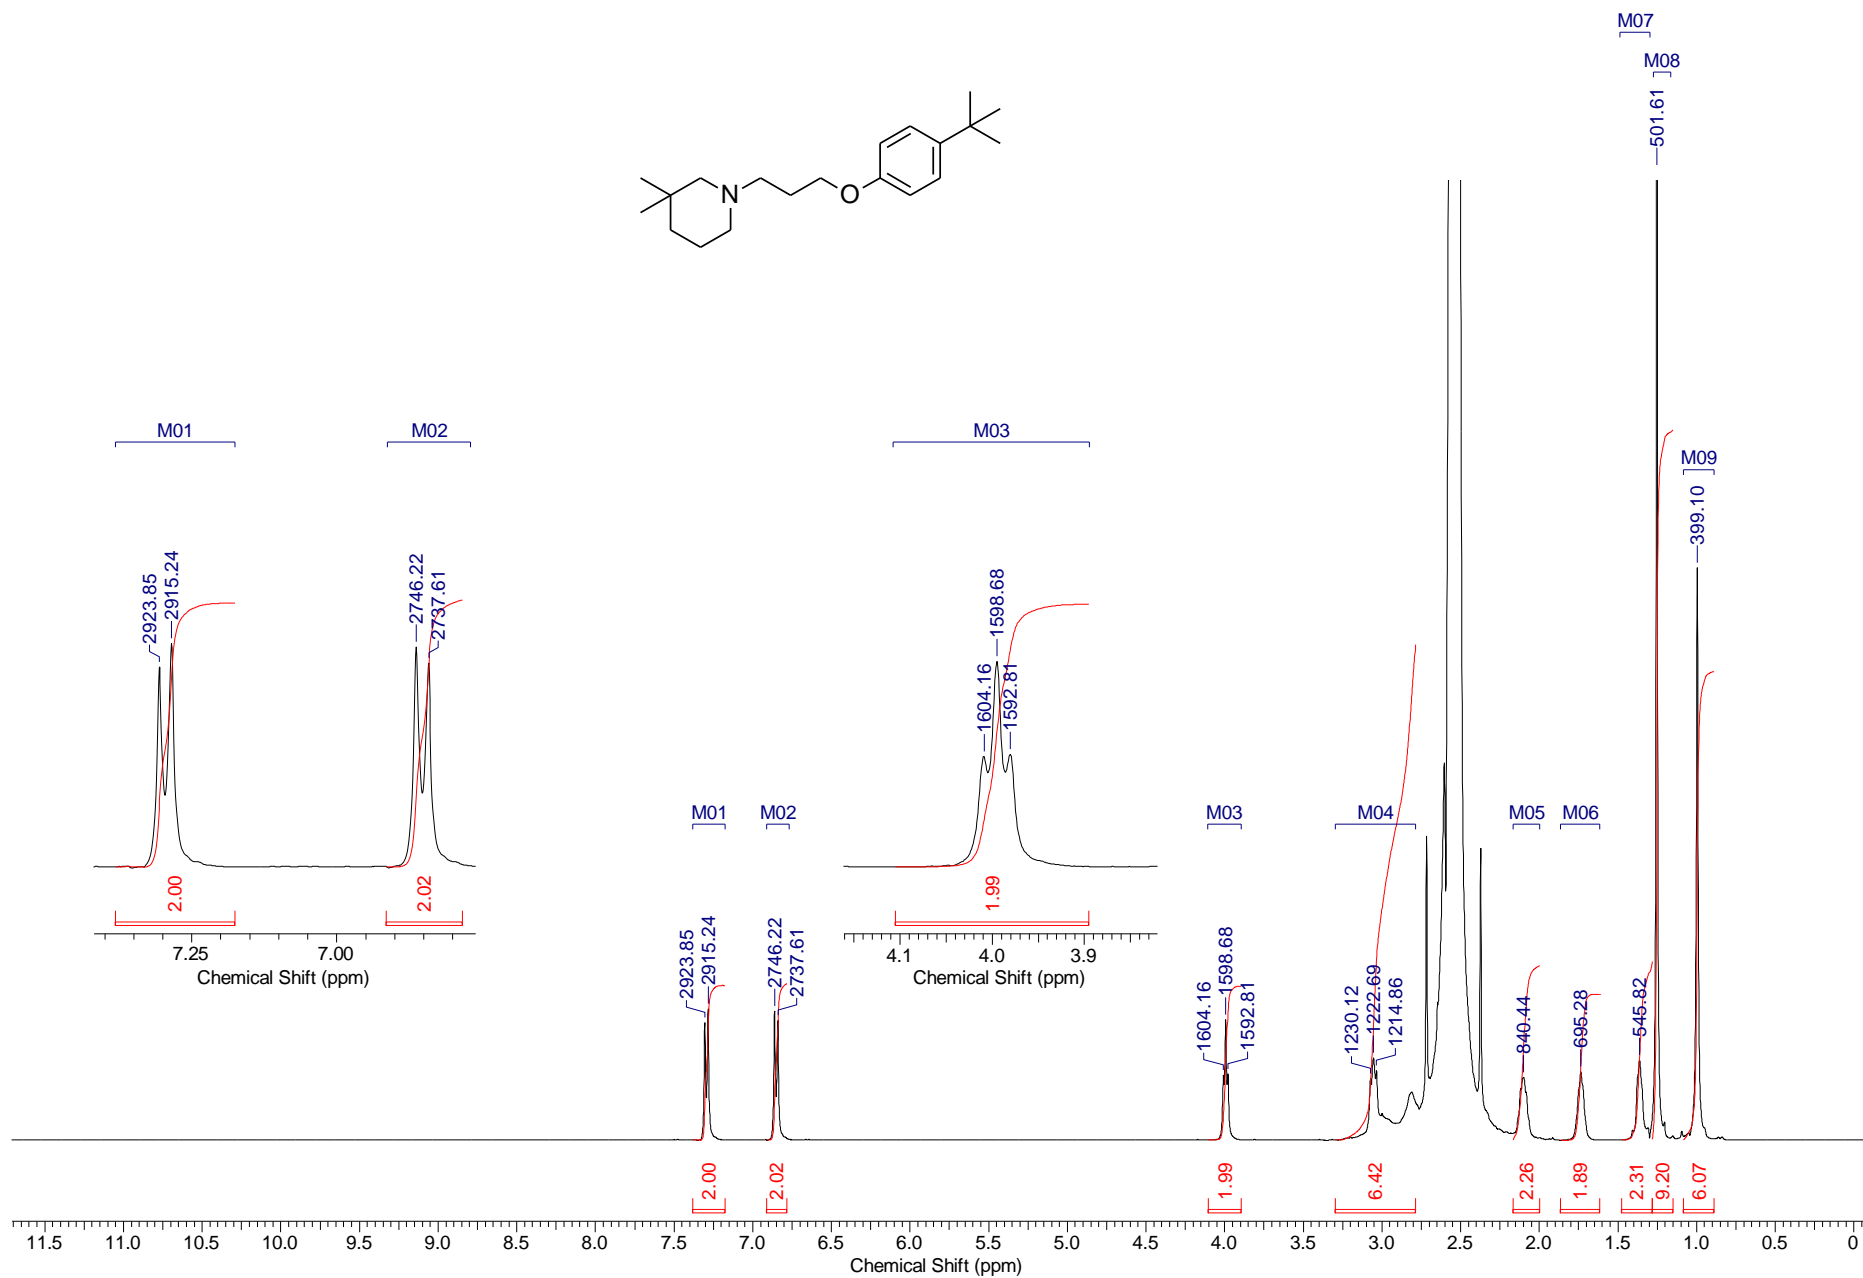 M07
M08
501.61
N
O
M01
M02
M03
M09
399.10
2923.85
2915.24
2746.22
2737.61
1604.16
1598.68
1592.81
2.00
2.02
1.99
7.25
7.00
Chemical Shift (ppm)
4.1
4.0
3.9
Chemical Shift (ppm)
M01
M02
M03
M04
M05
M06
2923.85
2915.24
2746.22
2737.61
1604.16
1598.68
1592.81
1230.12
1222.69
1214.86
840.44
695.28
545.82
2.00
2.02
1.99
6.42
2.26
1.89
2.31
9.20
6.07
11.5 11.0 10.5 10.0 9.5 9.0 8.5 8.0 7.5 7.0 6.5 6.0 5.5 5.0 4.5 4.0 3.5 3.0 2.5 2.0 1.5 1.0 0.5 0
Chemical Shift (ppm)